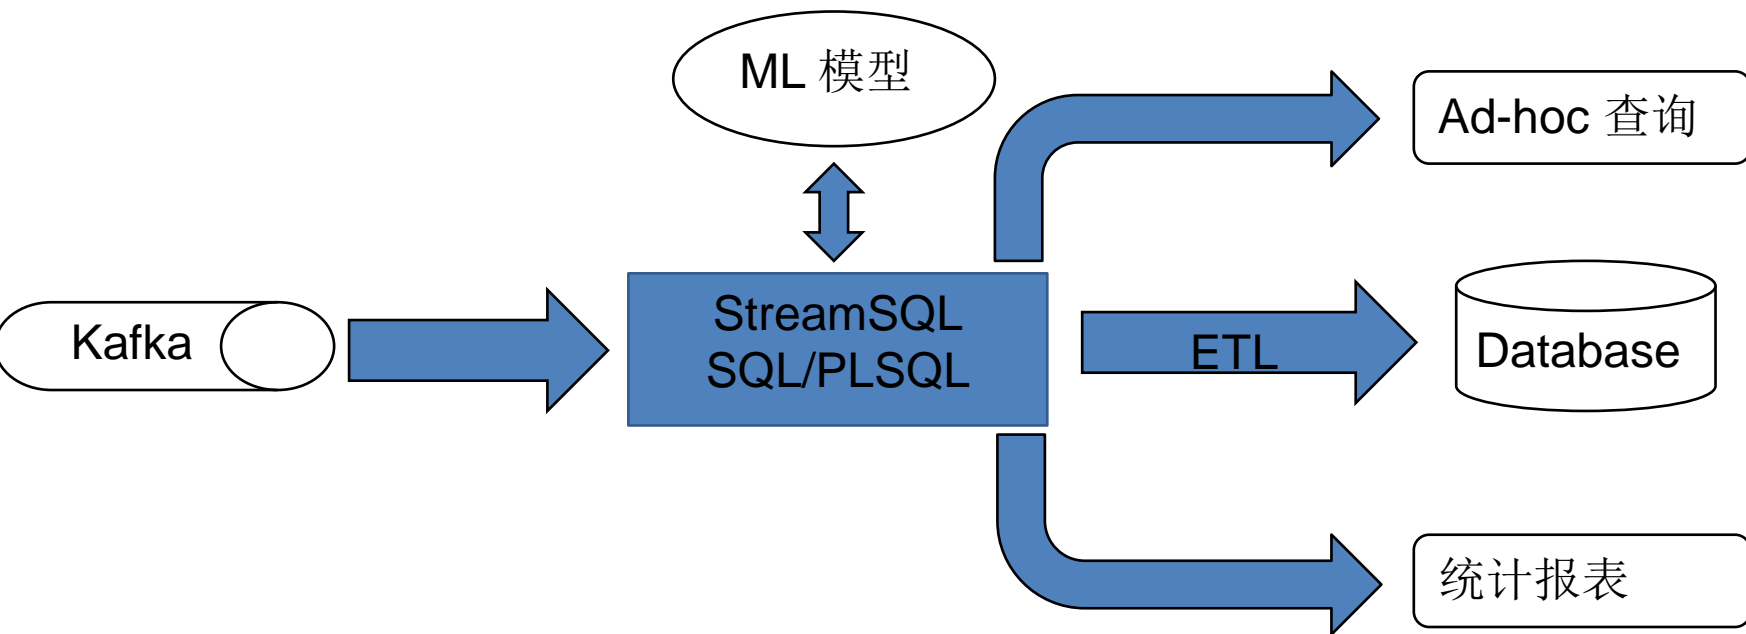 ML 模型
Ad-hoc 查询
Kafka
StreamSQL
SQL/PLSQL
ETL
Database
统计报表